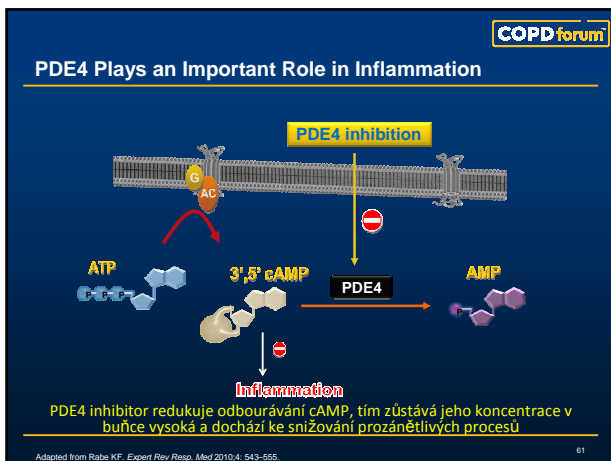 COPDforum™
PDE4 Plays an Important Role in Inflammation
PDE4 inhibition
G
AC
ATP
3',5' cAMP
PDE4
AMP
P P P
P
Inflammation
PDE4 inhibitor redukuje odbourávání cAMP, tím zůstává jeho koncentrace v
buňce vysoká a dochází ke snižování prozánětlivých procesů
Adapted from Rabe KF. Expert Rev Resp. Med 2010;4: 543–555.
61